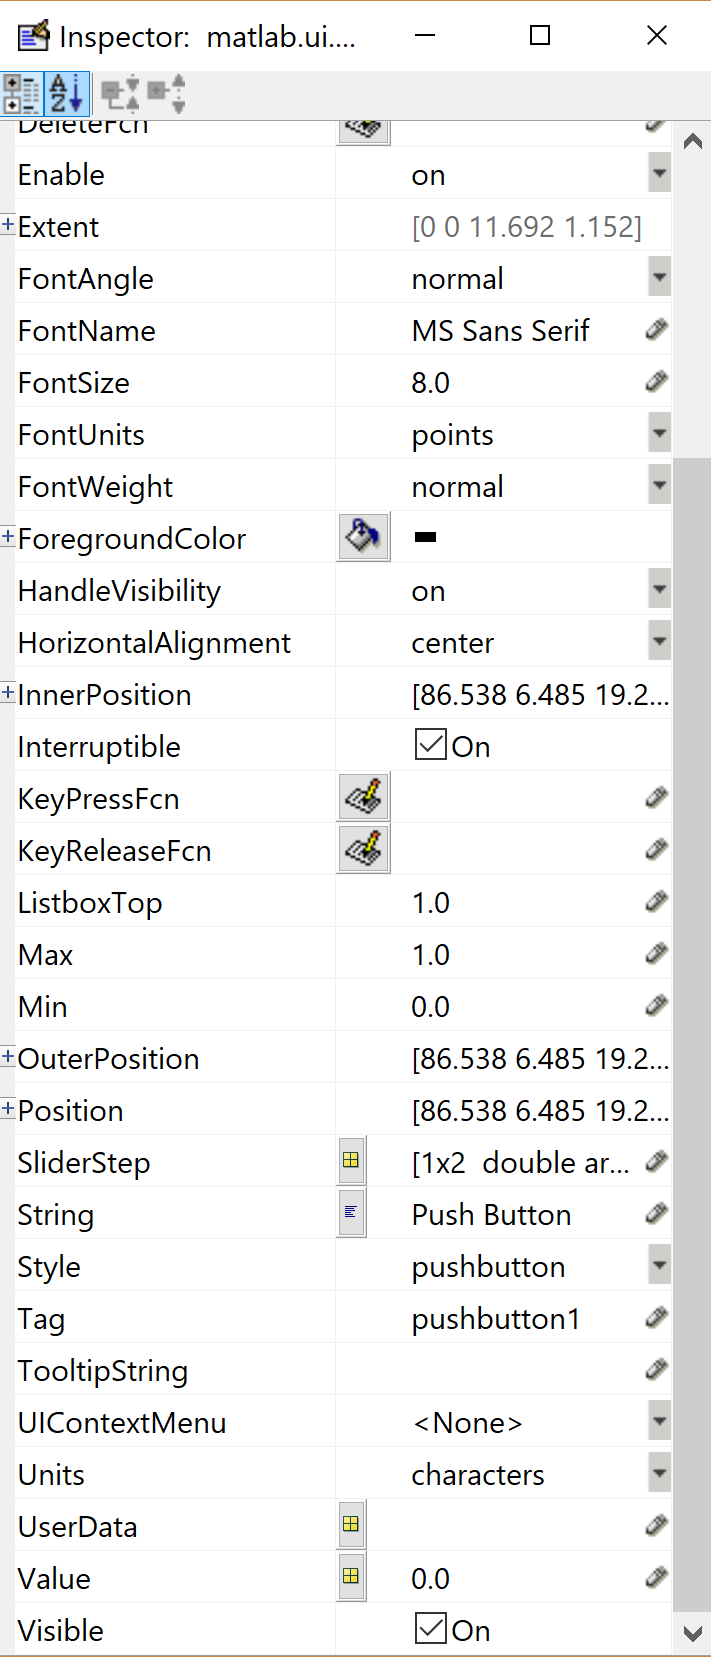 Inspector: matlab.ui....
DeleteFcn
Enable on
Extent [0 0 11.692 1.152]
FontAngle normal
FontName MS Sans Serif
FontSize 8.0
FontUnits points
FontWeight normal
ForegroundColor
HandleVisibility on
HorizontalAlignment center
InnerPosition [86.538 6.485 19.2...
Interruptible On
KeyPressFcn
KeyReleaseFcn
ListboxTop 1.0
Max 1.0
Min 0.0
OuterPosition [86.538 6.485 19.2...
Position [86.538 6.485 19.2...
SliderStep [1x2 double ar...
String Push Button
Style pushbutton
Tag pushbutton1
TooltipString
UIContextMenu <None>
Units characters
UserData
Value 0.0
Visible On